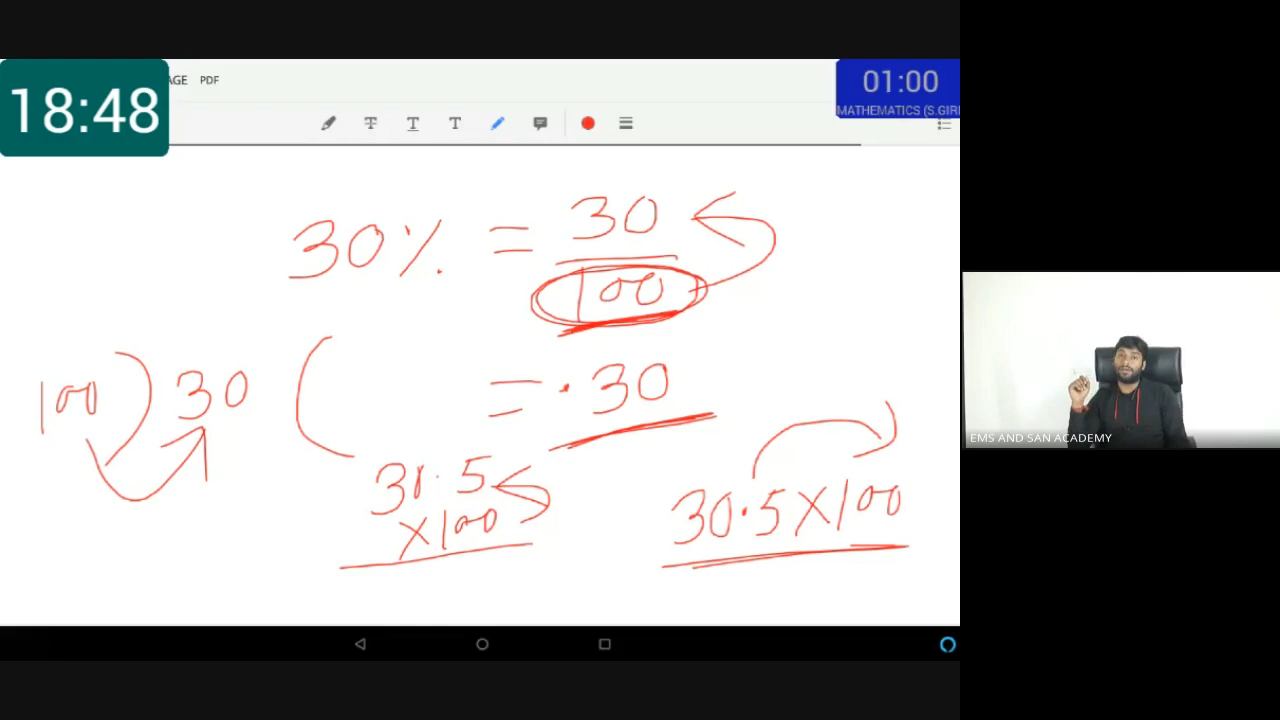 18:48
AGE PDF
01:00
MATHEMATICS (S.GIRI
30% = 30
100
100 ) 30 (
= .30
30.5
×100
30.5×100
EMS AND SAN ACADEMY